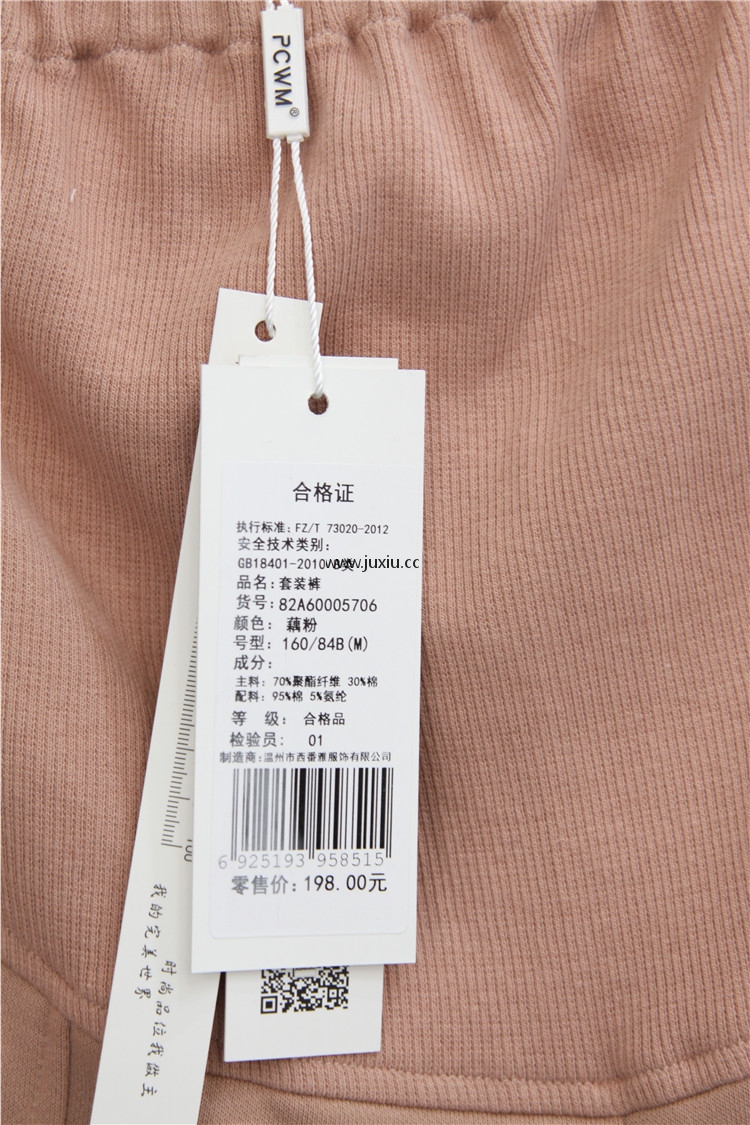 PCWM®
合格证
执行标准: FZ/T 73020-2012
安全技术类别:
GB18401-2010 B类
www.juxiu.cc
品名: 套装裤
货号: 82A60005706
颜色: 藕粉
号型: 160/84B(M)
成分:
主料: 70%聚酯纤维 30%棉
配料: 95%棉 5%氨纶
等 级: 合格品
检验员: 01
制造商:温州市西番雅服饰有限公司
6 925193 958515
零售价: 198.00元
100
我的完美世界
时尚品位我做主